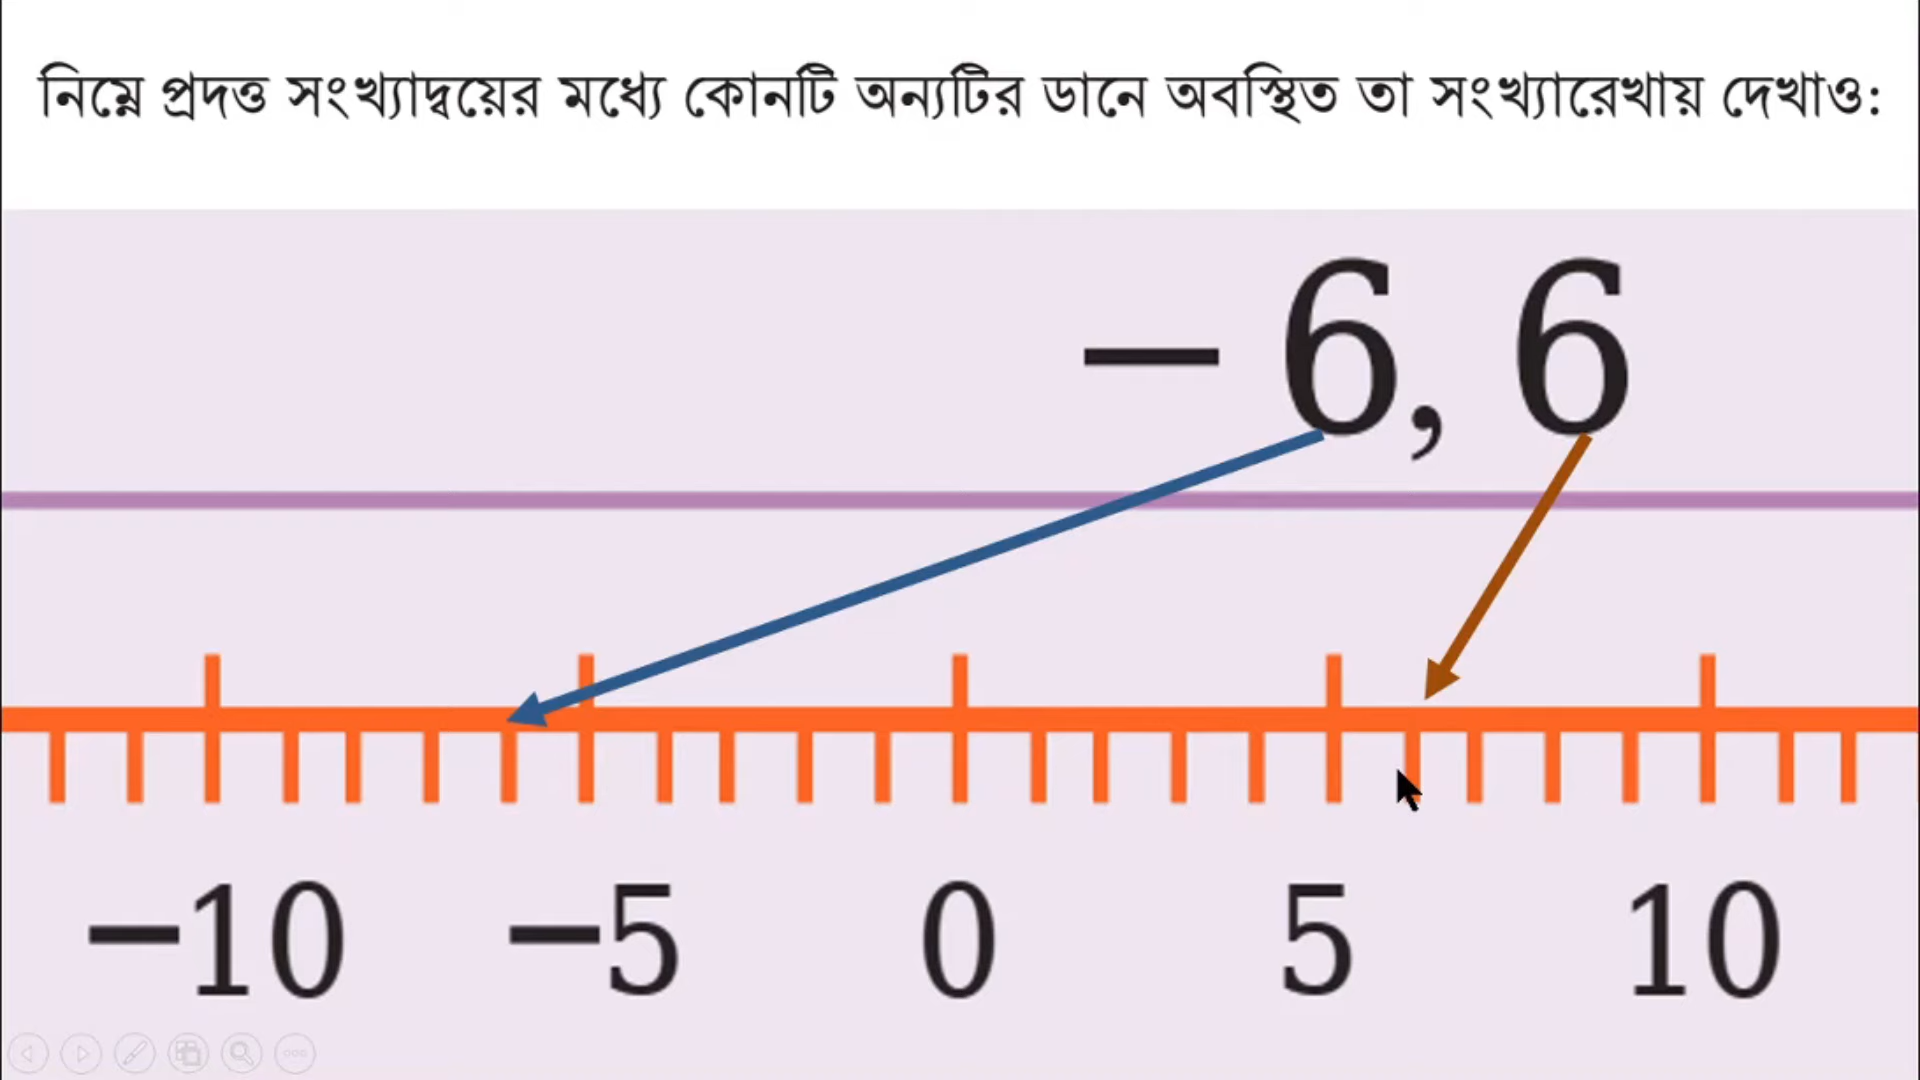 নিম্নে প্রদত্ত সংখ্যাদ্বয়ের মধ্যে কোনটি অন্যটির ডানে অবস্থিত তা সংখ্যারেখায় দেখাও:
− 6, 6
−10 −5 0 5 10